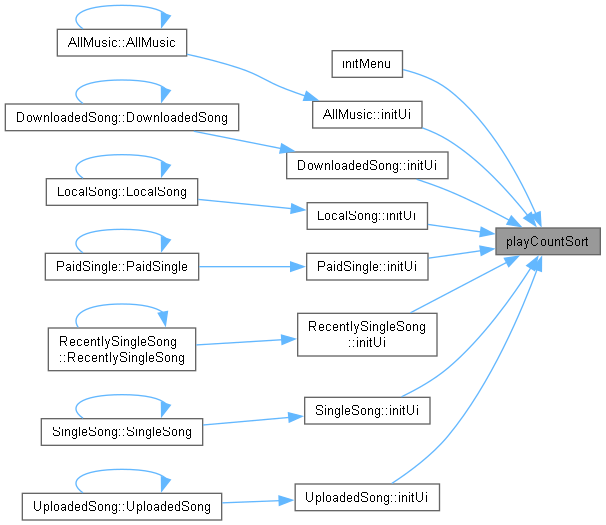 AllMusic::AllMusic
initMenu
AllMusic::initUi
DownloadedSong::DownloadedSong
DownloadedSong::initUi
LocalSong::LocalSong
LocalSong::initUi
playCountSort
PaidSingle::PaidSingle
PaidSingle::initUi
RecentlySingleSong
::initUi
RecentlySingleSong
::RecentlySingleSong
SingleSong::initUi
SingleSong::SingleSong
UploadedSong::initUi
UploadedSong::UploadedSong